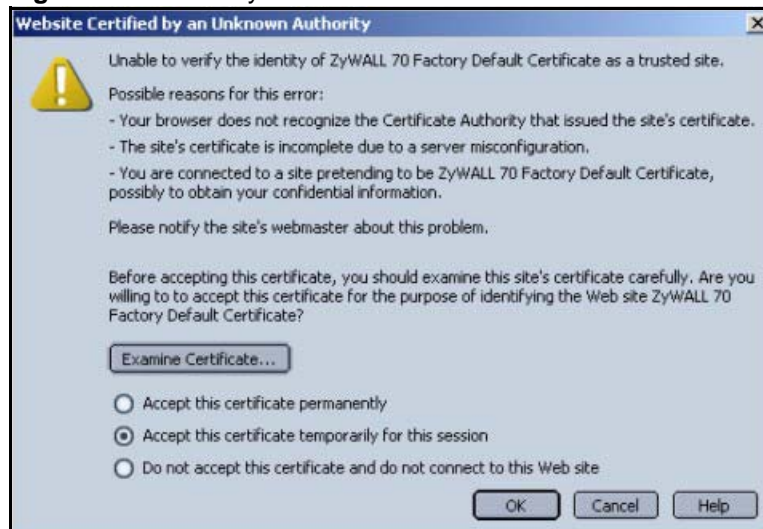 Website Certified by an Unknown Authority
Unable to verify the identity of ZyWALL 70 Factory Default Certificate as a trusted site.
Possible reasons for this error:
- Your browser does not recognize the Certificate Authority that issued the site's certificate.
- The site's certificate is incomplete due to a server misconfiguration.
- You are connected to a site pretending to be ZyWALL 70 Factory Default Certificate,
possibly to obtain your confidential information.
Please notify the site's webmaster about this problem.
Before accepting this certificate, you should examine this site's certificate carefully. Are you
willing to to accept this certificate for the purpose of identifying the Web site ZyWALL 70
Factory Default Certificate?
Examine Certificate...
Accept this certificate permanently
Accept this certificate temporarily for this session
Do not accept this certificate and do not connect to this Web site
OK Cancel Help